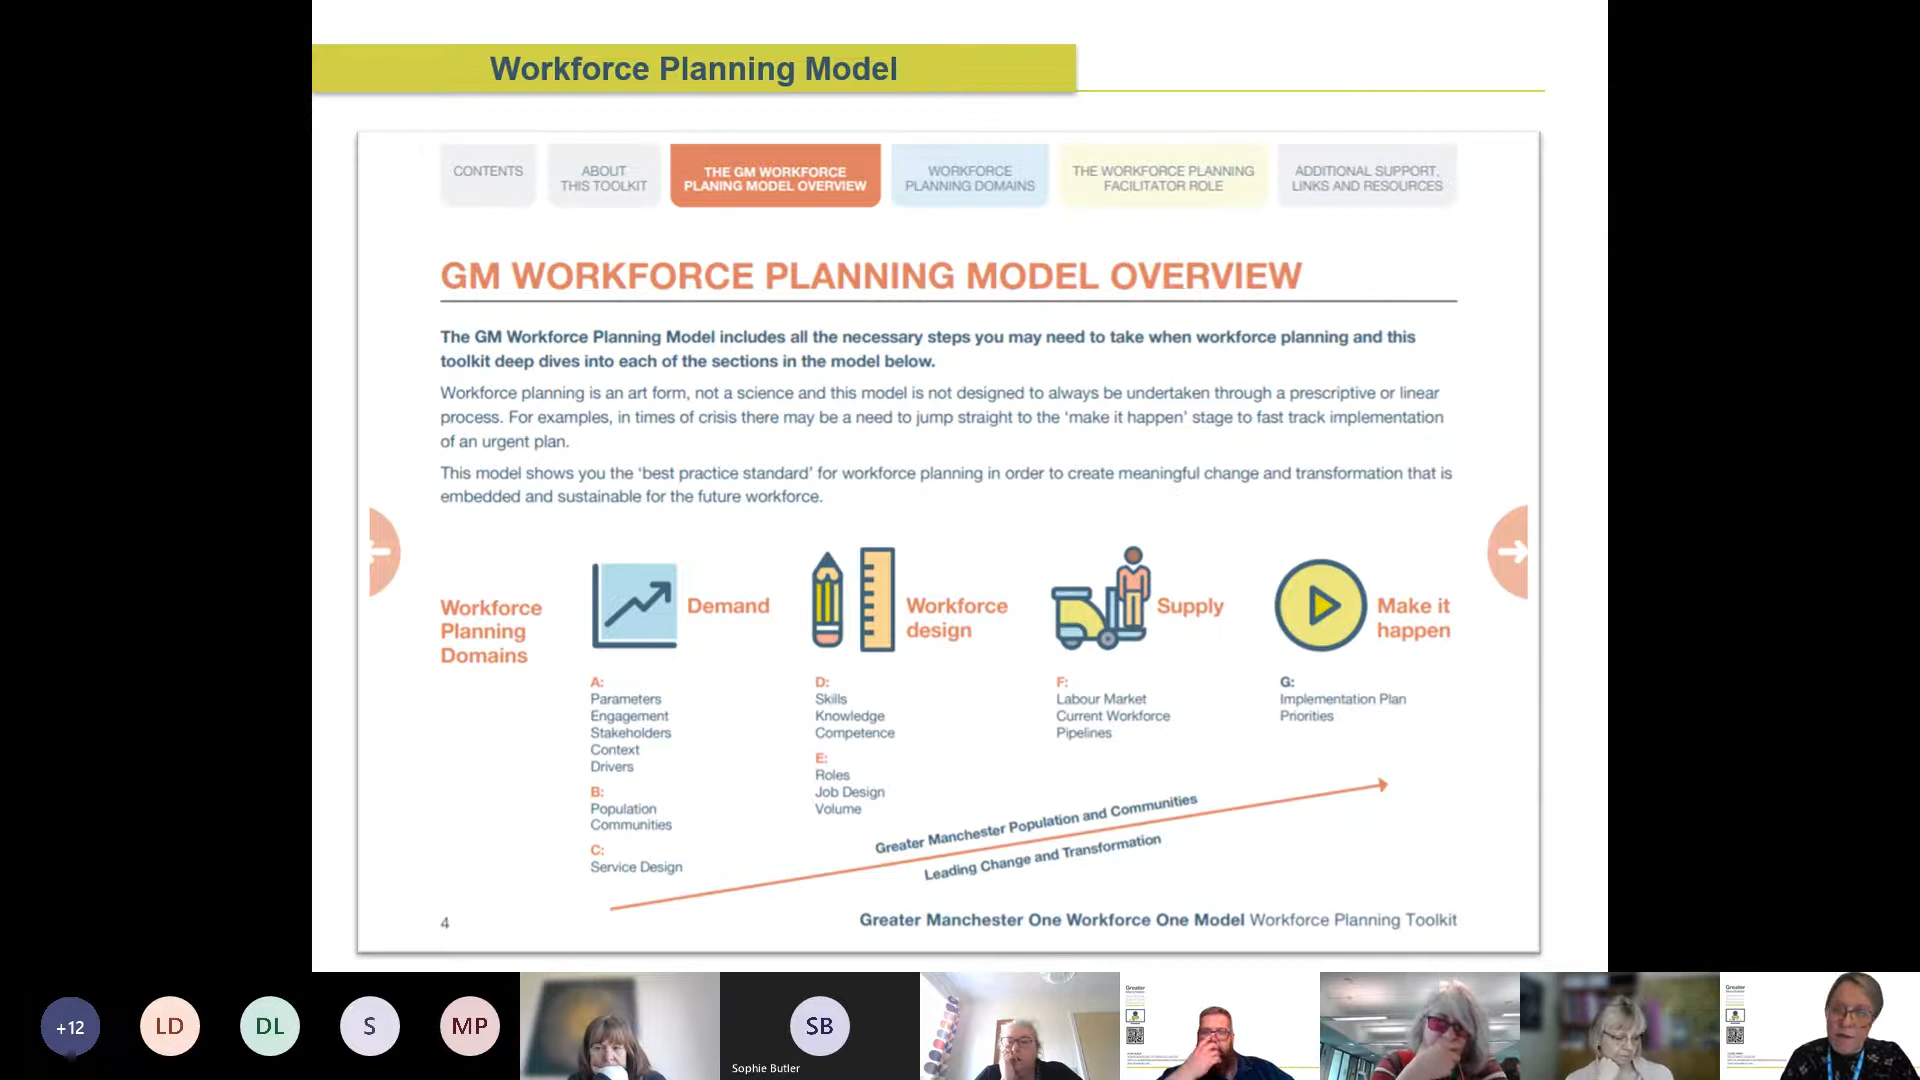 Workforce Planning Model
CONTENTS
ABOUT
THIS TOOLKIT
THE GM WORKFORCE
PLANING MODEL OVERVIEW
WORKFORCE
PLANNING DOMAINS
THE WORKFORCE PLANNING
FACILITATOR ROLE
ADDITIONAL SUPPORT,
LINKS AND RESOURCES
GM WORKFORCE PLANNING MODEL OVERVIEW
The GM Workforce Planning Model includes all the necessary steps you may need to take when workforce planning and this
toolkit deep dives into each of the sections in the model below.
Workforce planning is an art form, not a science and this model is not designed to always be undertaken through a prescriptive or linear
process. For examples, in times of crisis there may be a need to jump straight to the ‘make it happen’ stage to fast track implementation
of an urgent plan.
This model shows you the ‘best practice standard’ for workforce planning in order to create meaningful change and transformation that is
embedded and sustainable for the future workforce.
Workforce
Planning
Domains
Demand
A:
Parameters
Engagement
Stakeholders
Context
Drivers
B:
Population
Communities
C:
Service Design
Workforce
design
D:
Skills
Knowledge
Competence
E:
Roles
Job Design
Volume
Supply
F:
Labour Market
Current Workforce
Pipelines
Make it
happen
G:
Implementation Plan
Priorities
Greater Manchester Population and Communities
Leading Change and Transformation
4
Greater Manchester One Workforce One Model Workforce Planning Toolkit
+12
LD
DL
S
MP
SB
Sophie Butler
Greater
Greater